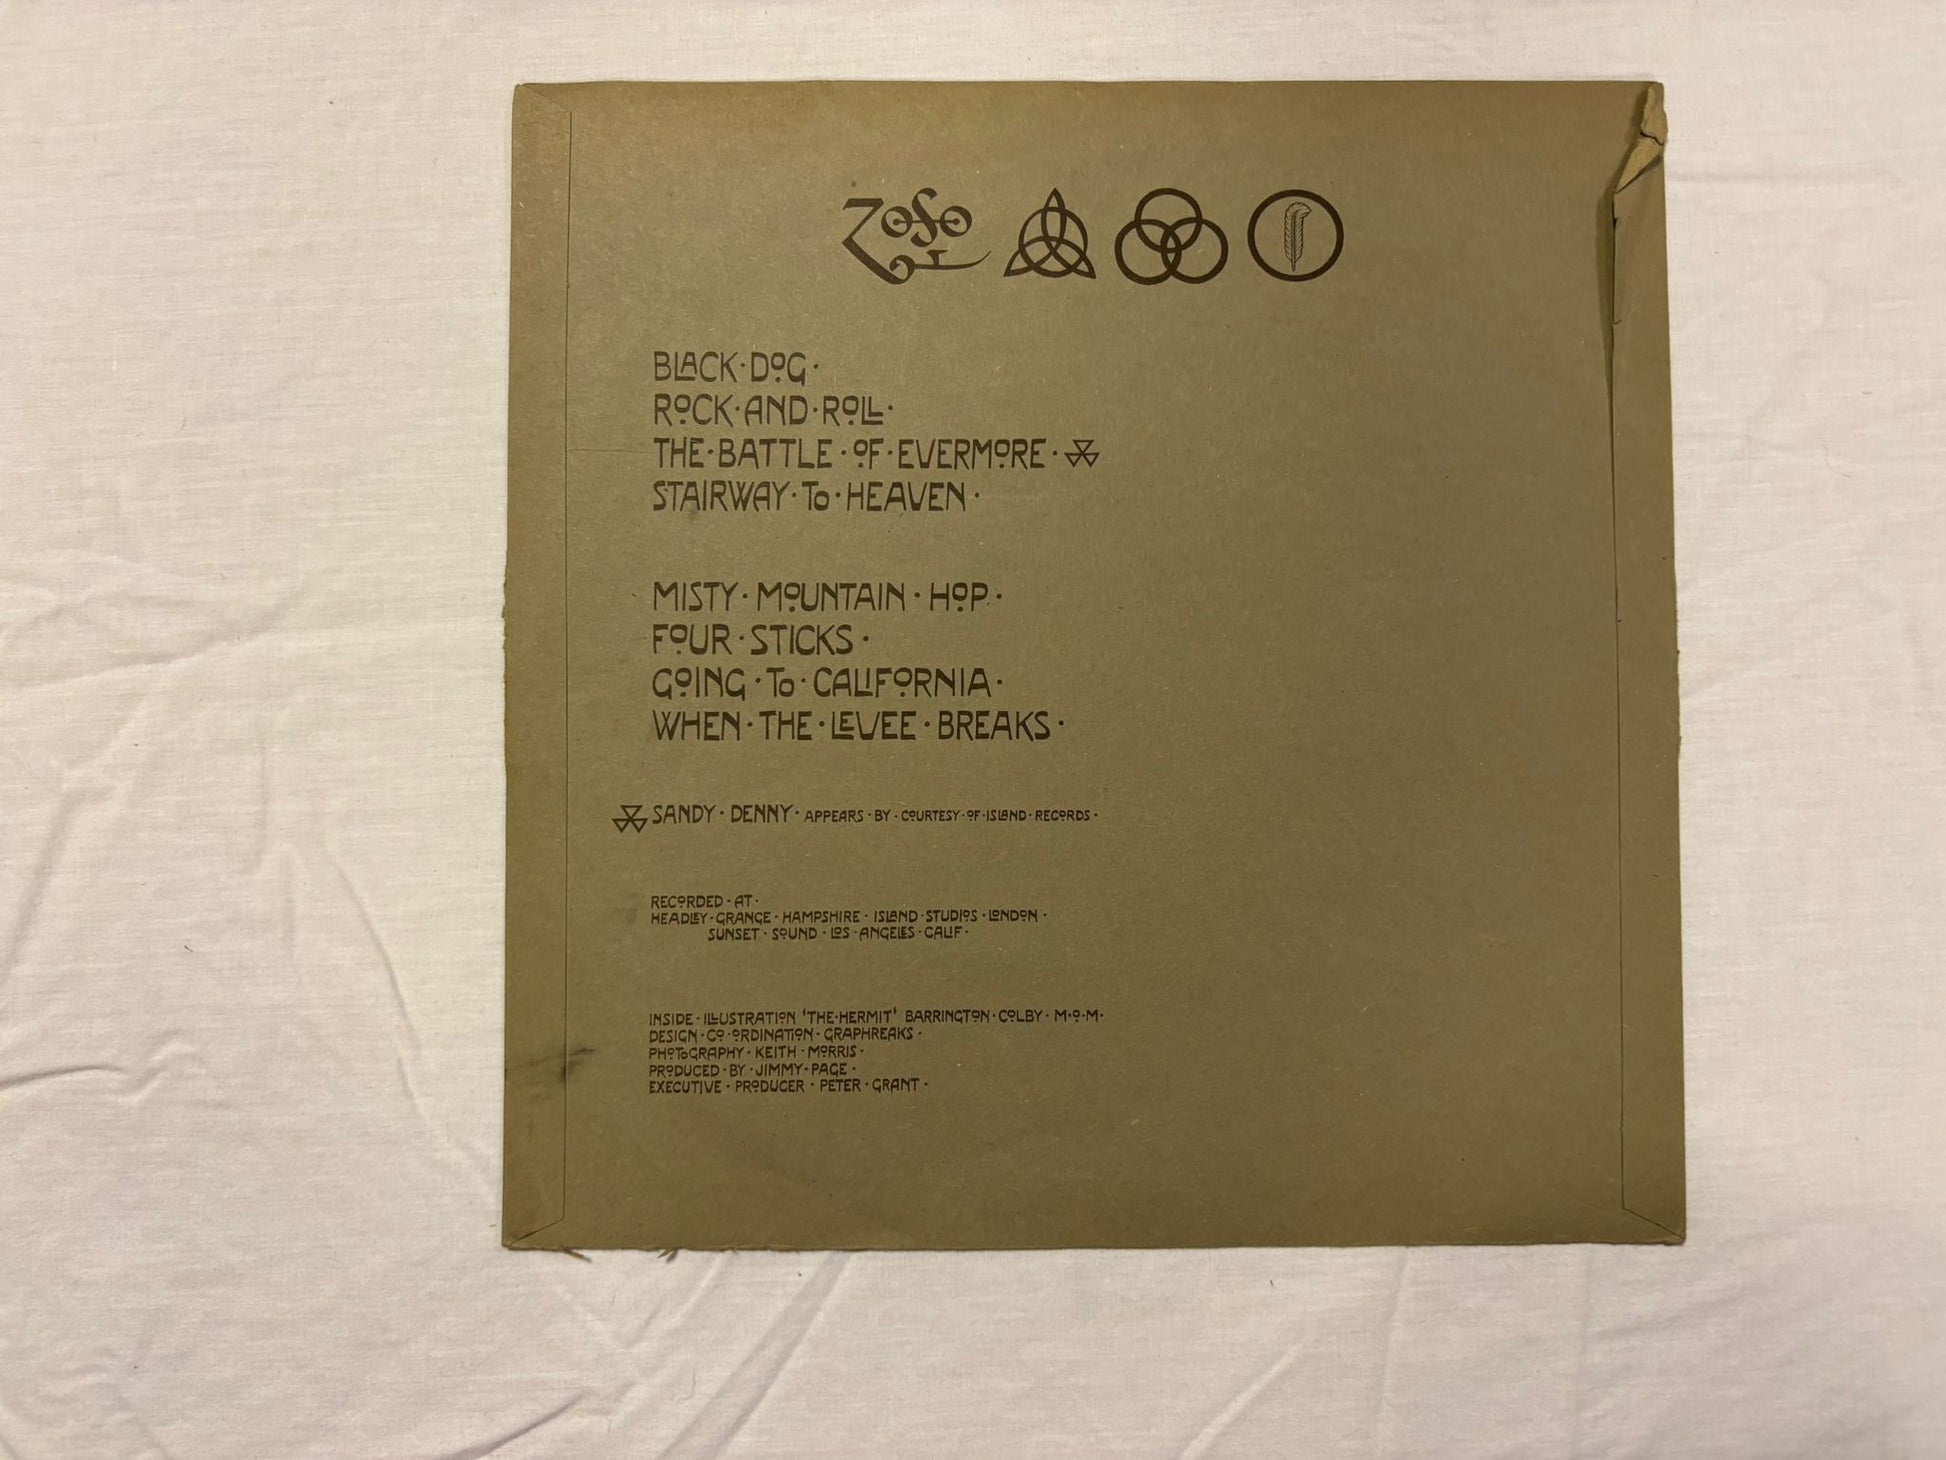 ZOSO
BLACK · DOG ·
ROCK · AND · ROLL ·
THE · BATTLE · OF · EVERMORE ·
STAIRWAY · TO · HEAVEN ·
MISTY · MOUNTAIN · HOP ·
FOUR · STICKS ·
GOING · TO · CALIFORNIA ·
WHEN · THE · LEVEE · BREAKS ·
SANDY · DENNY · APPEARS · BY · COURTESY · OF · ISLAND · RECORDS ·
RECORDED · AT ·
HEADLEY · GRANGE · HAMPSHIRE · ISLAND · STUDIOS · LONDON ·
SUNSET · SOUND · LOS · ANGELES · CALIF ·
INSIDE · ILLUSTRATION 'THE · HERMIT' BARRINGTON · COLBY · M · O · M ·
DESIGN · CO · ORDINATION · GRAPHREAKS ·
PHOTOGRAPHY · KEITH · MORRIS ·
PRODUCED · BY · JIMMY · PAGE ·
EXECUTIVE · PRODUCER · PETER · GRANT ·